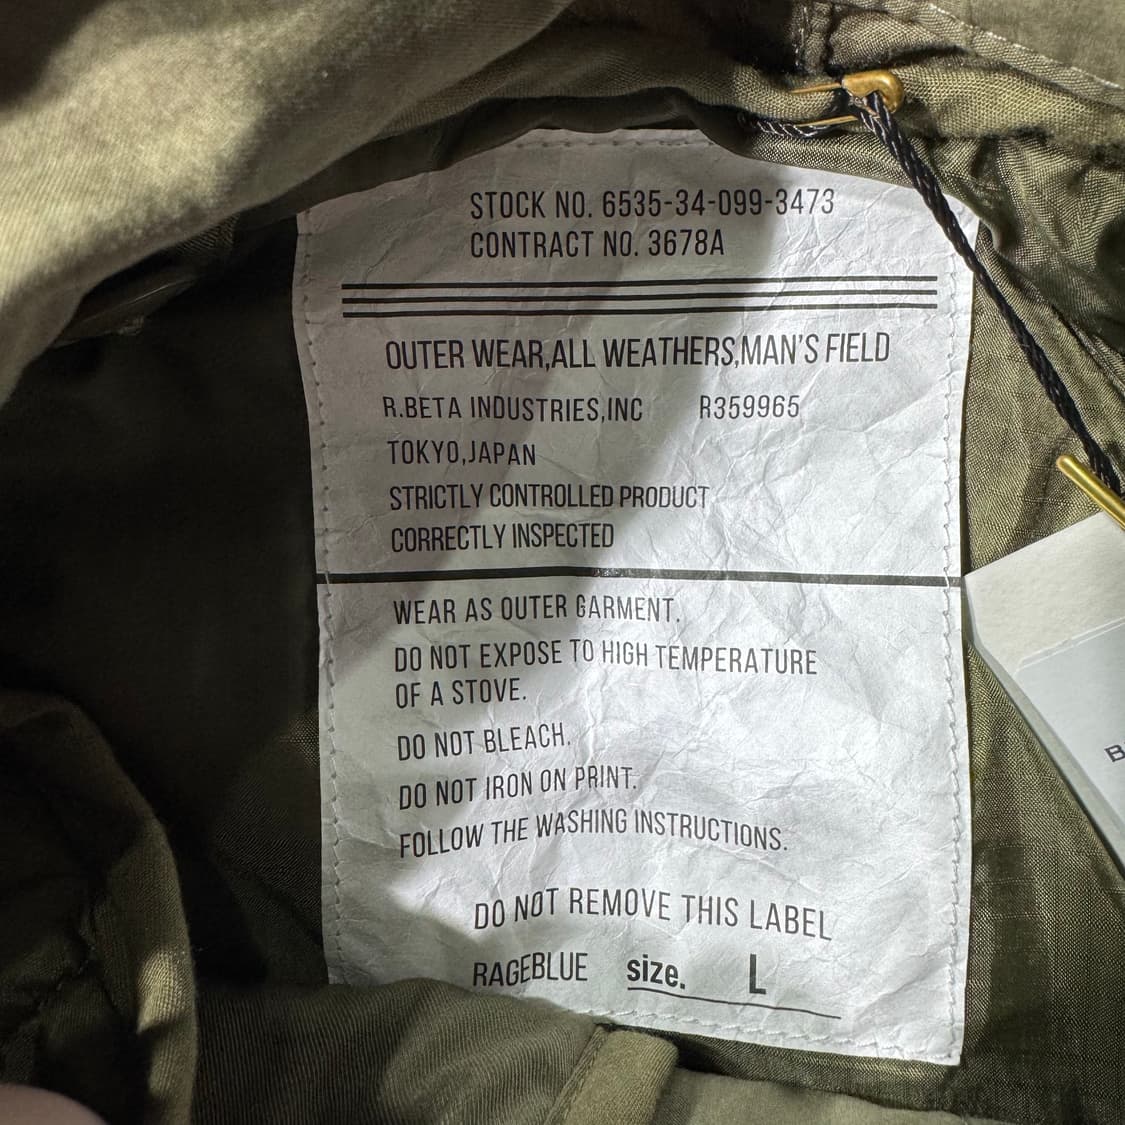 STOCK NO. 6535-34-099-3473
CONTRACT NO. 3678A
OUTER WEAR,ALL WEATHERS,MAN'S FIELD
R.BETA INDUSTRIES,INC R359965
TOKYO,JAPAN
STRICTLY CONTROLLED PRODUCT
CORRECTLY INSPECTED
WEAR AS OUTER GARMENT.
DO NOT EXPOSE TO HIGH TEMPERATURE
OF A STOVE.
DO NOT BLEACH.
DO NOT IRON ON PRINT.
FOLLOW THE WASHING INSTRUCTIONS.
DO NOT REMOVE THIS LABEL
RAGEBLUE size. L